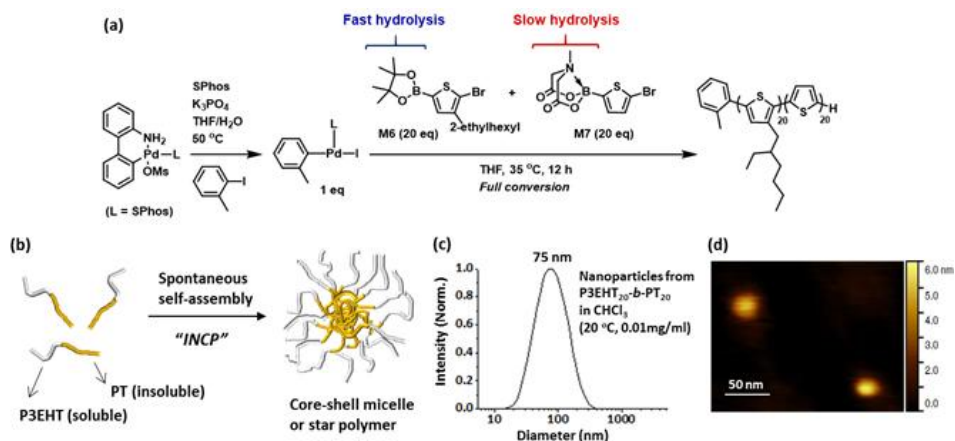 (a)
Fast hydrolysis
Slow hydrolysis
SPhos
K₃PO₄
THF/H₂O
50 °C
NH₂
Pd-L
OMs
(L = SPhos)
I
L
Pd-I
1 eq
O
B
O
S
Br
M6 (20 eq)
2-ethylhexyl
+
N
O
O
B
O
O
S
Br
M7 (20 eq)
THF, 35 °C, 12 h
Full conversion
S
20
S
20
H
(b)
Spontaneous
self-assembly
"INCP"
PT (insoluble)
P3EHT (soluble)
Core-shell micelle
or star polymer
(c)
75 nm
Intensity (Norm.)
1.0
0.8
0.6
0.4
0.2
0.0
1
10
100
1000
Diameter (nm)
Nanoparticles from
P3EHT₂₀-b-PT₂₀
in CHCl₃
(20 °C, 0.01mg/ml)
(d)
50 nm
6.0 nm
5.0
4.0
3.0
2.0
1.0
0.0